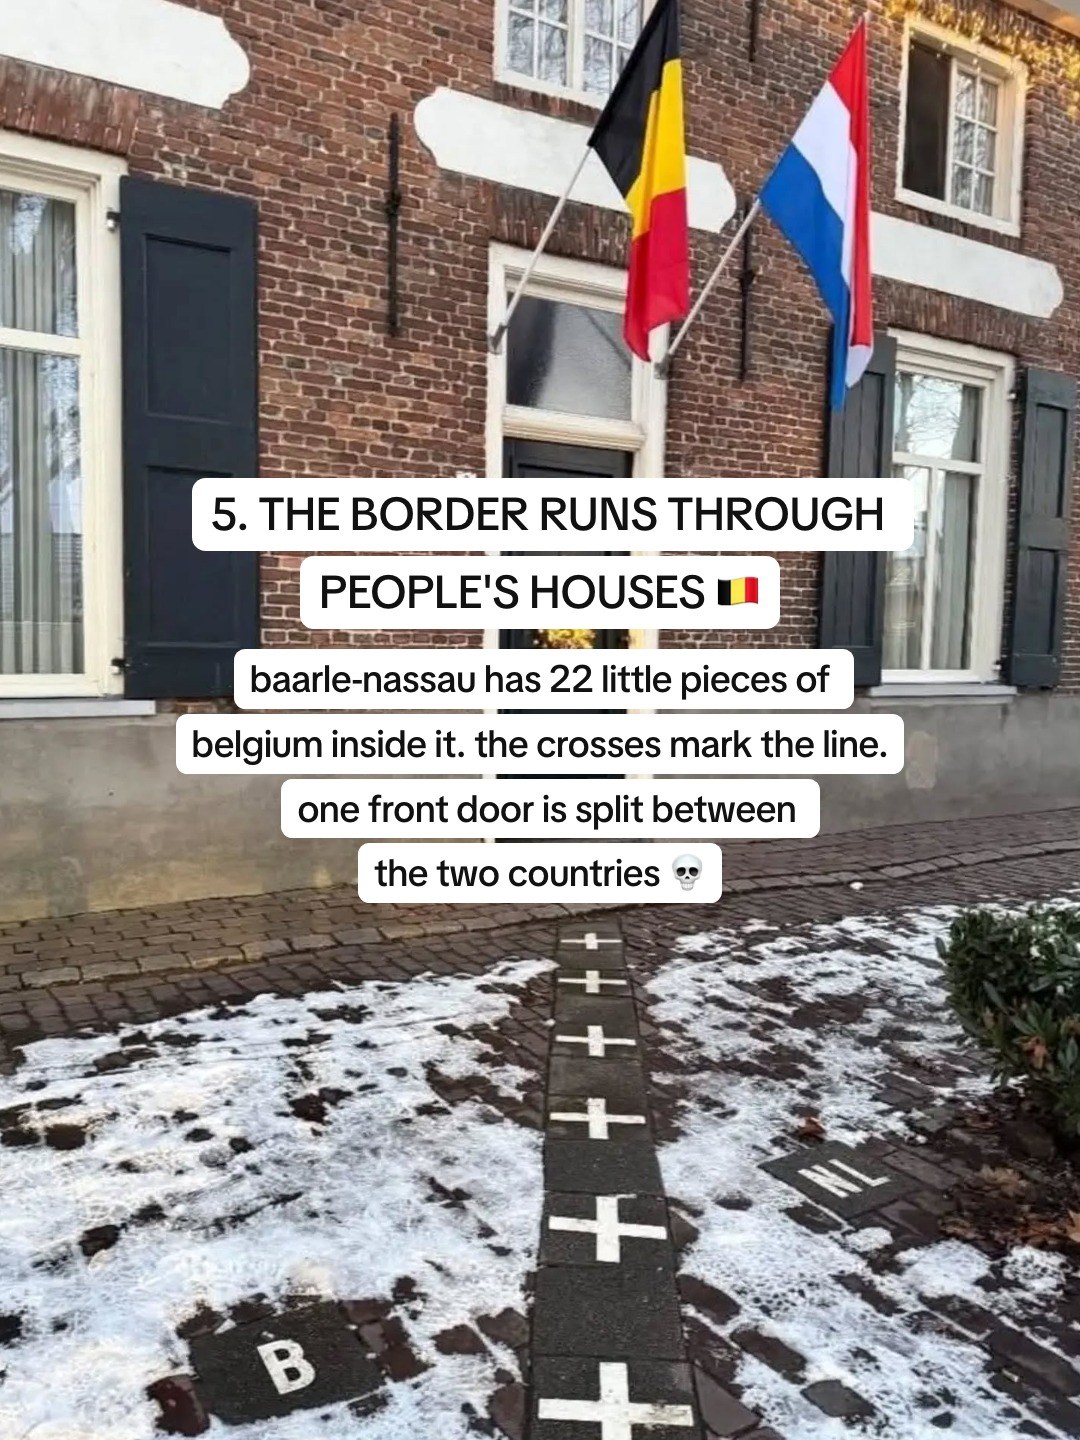 5. THE BORDER RUNS THROUGH
PEOPLE'S HOUSES 🇧🇪
baarle-nassau has 22 little pieces of
belgium inside it. the crosses mark the line.
one front door is split between
the two countries 💀
NL
B